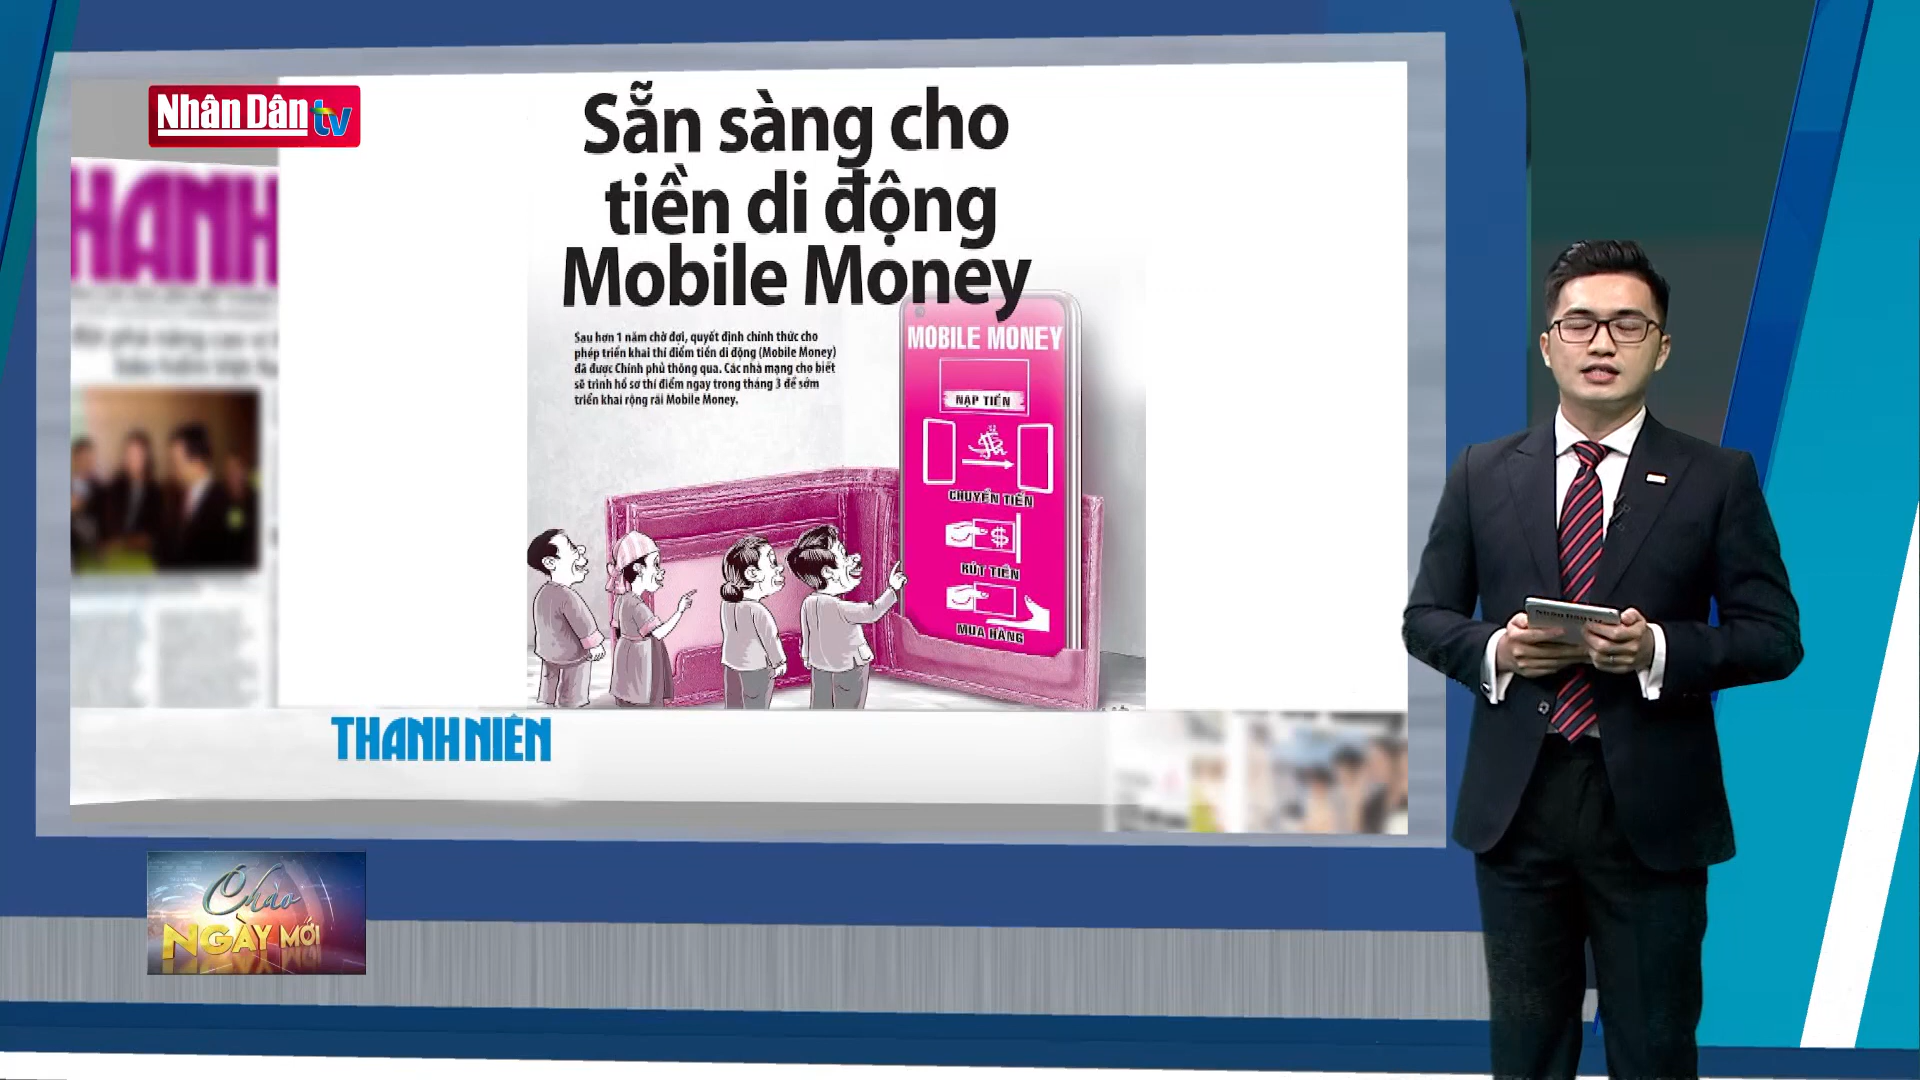 Nhân Dân tv
HANH
Sẵn sàng cho
tiền di động
Mobile Money
Sau hơn 1 năm chờ đợi, quyết định chính thức cho
phép triển khai thí điểm tiền di động (Mobile Money)
đã được Chính phủ thông qua. Các nhà mạng cho biết
sẽ trình hồ sơ thí điểm ngay trong tháng 3 để sớm
triển khai rộng rãi Mobile Money.
MOBILE MONEY
NẠP TIỀN
CHUYỂN TIỀN
$
RÚT TIỀN
MUA HÀNG
THANH NIÊN
Chào
NGÀY MỚI